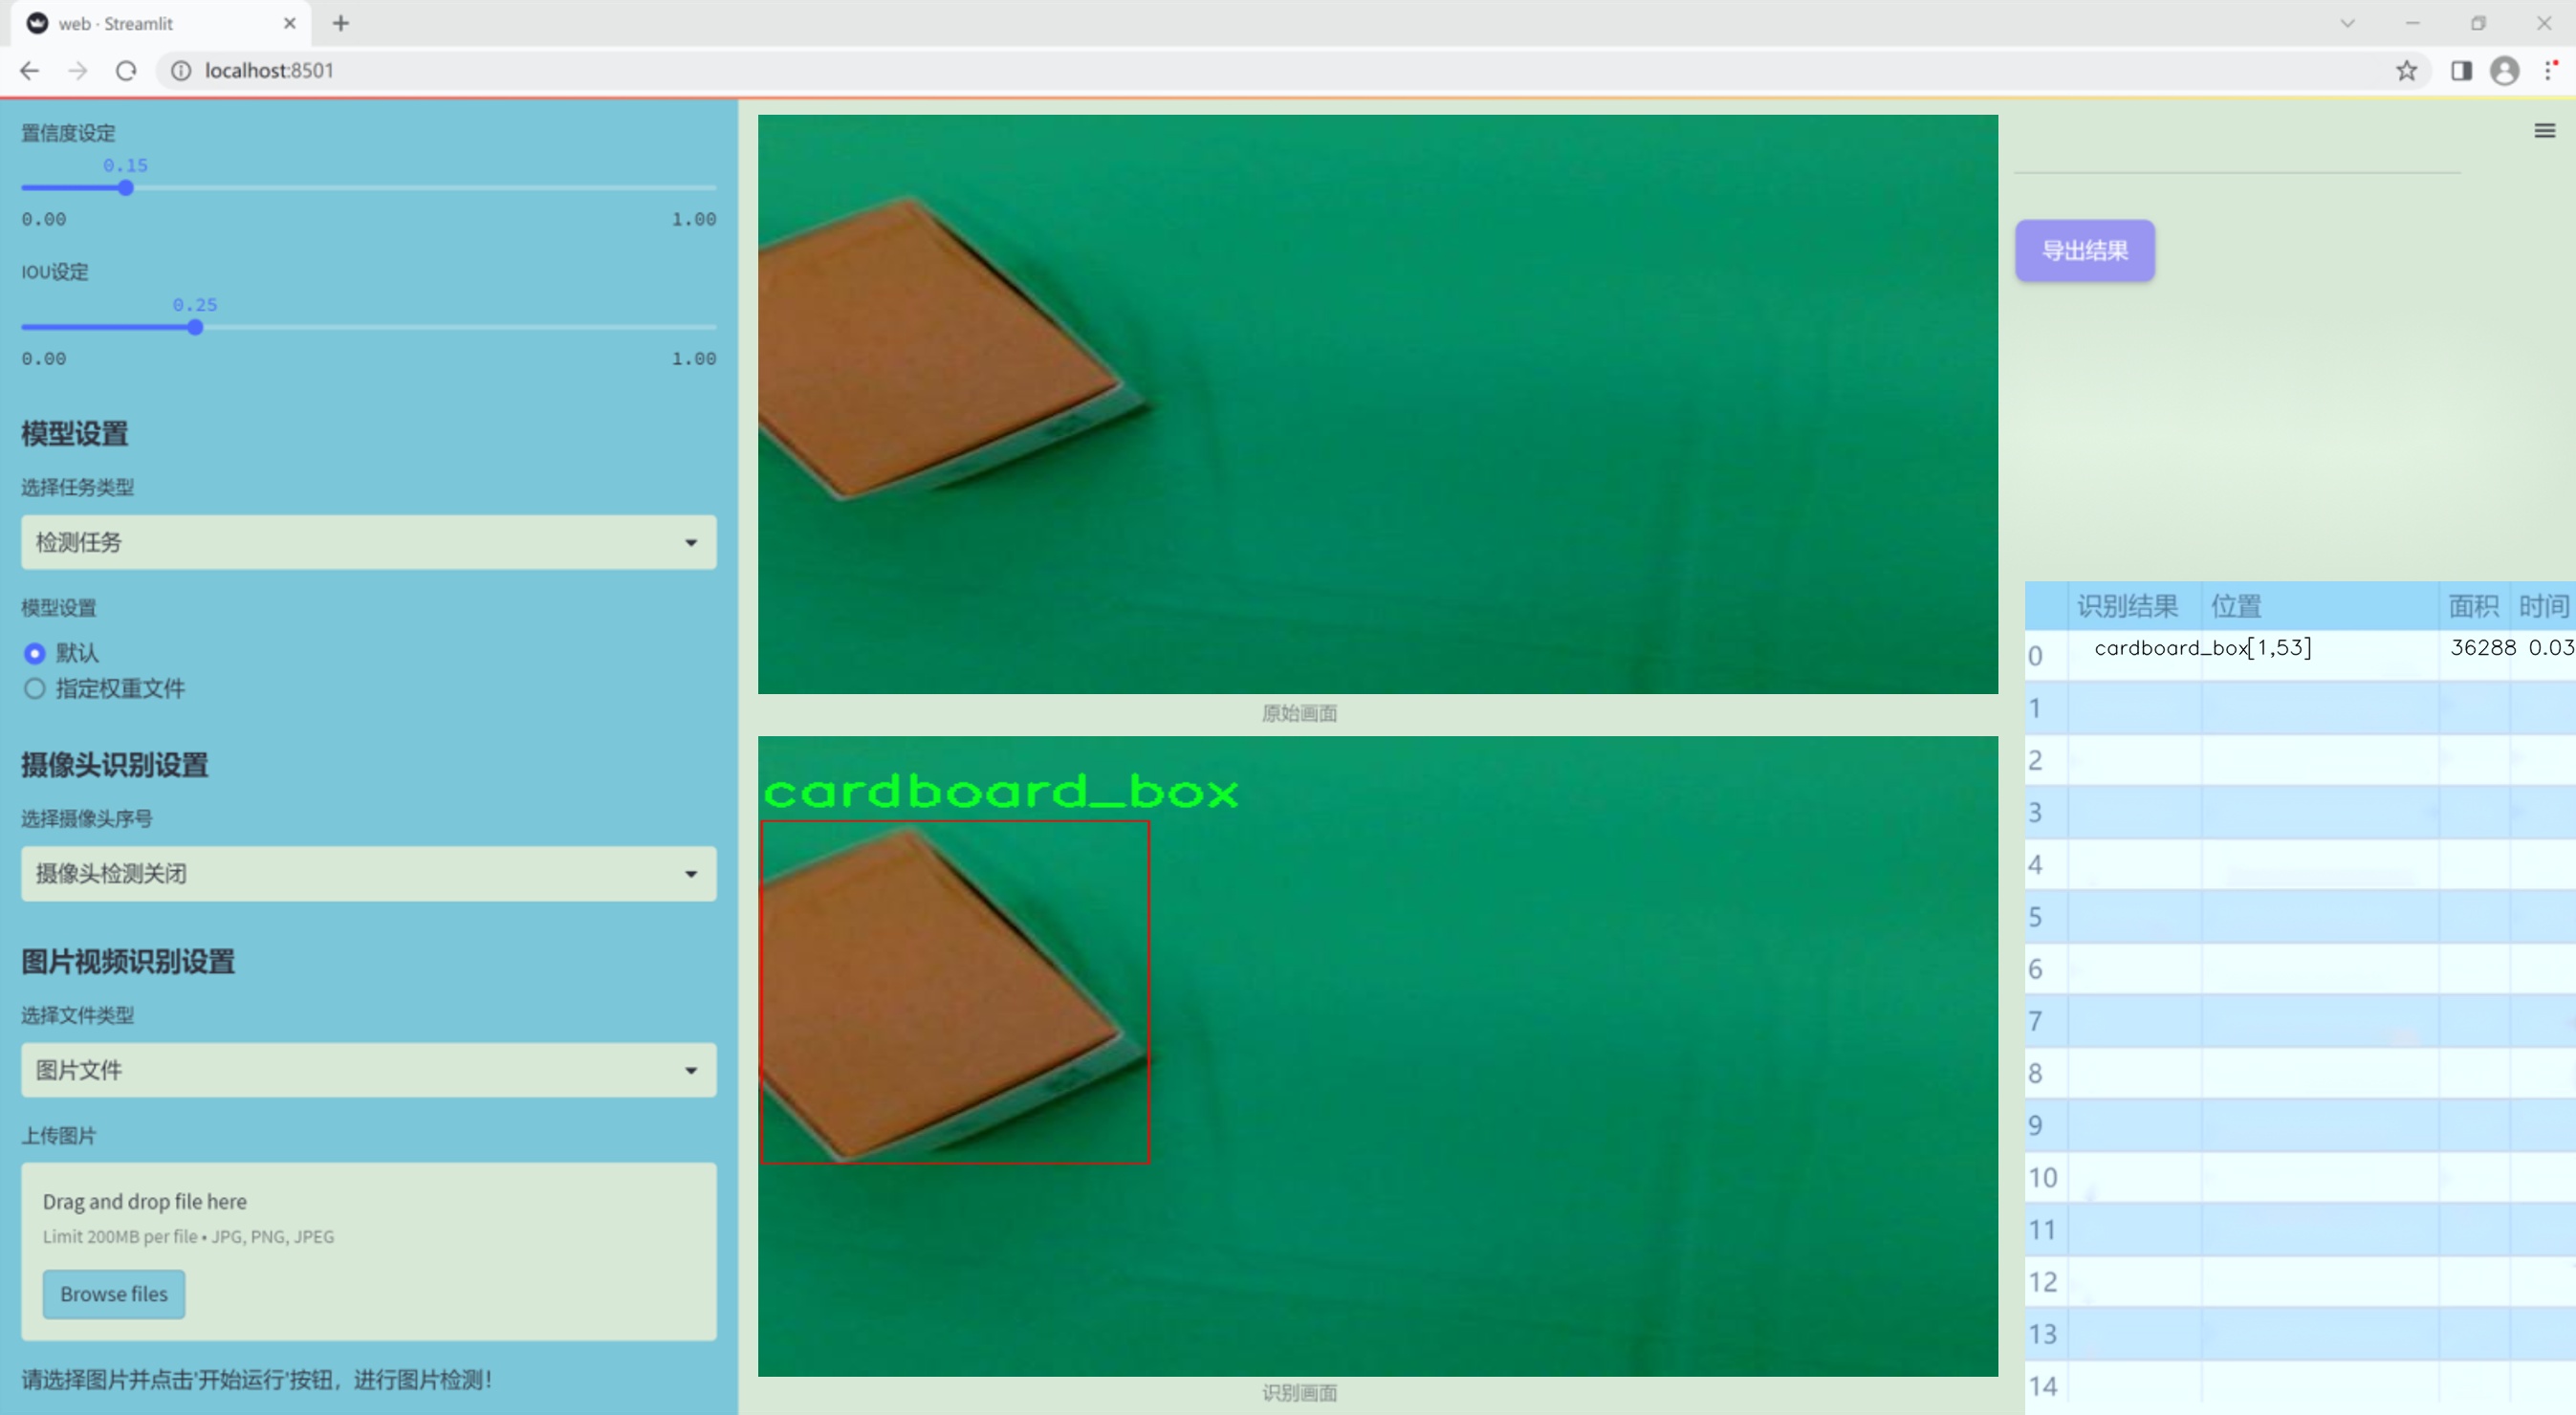 web · Streamlit
localhost:8501
置信度设定
0.15
0.00 1.00
IOU设定
0.25
0.00 1.00
模型设置
选择任务类型
检测任务
模型设置
默认
指定权重文件
摄像头识别设置
选择摄像头序号
摄像头检测关闭
图片视频识别设置
选择文件类型
图片文件
上传图片
Drag and drop file here
Limit 200MB per file • JPG, PNG, JPEG
Browse files
请选择图片并点击'开始运行'按钮，进行图片检测！
原始画面
cardboard_box
识别画面
导出结果
识别结果 位置 面积 时间
0 cardboard_box [1,53] 36288 0.03
1
2
3
4
5
6
7
8
9
10
11
12
13
14